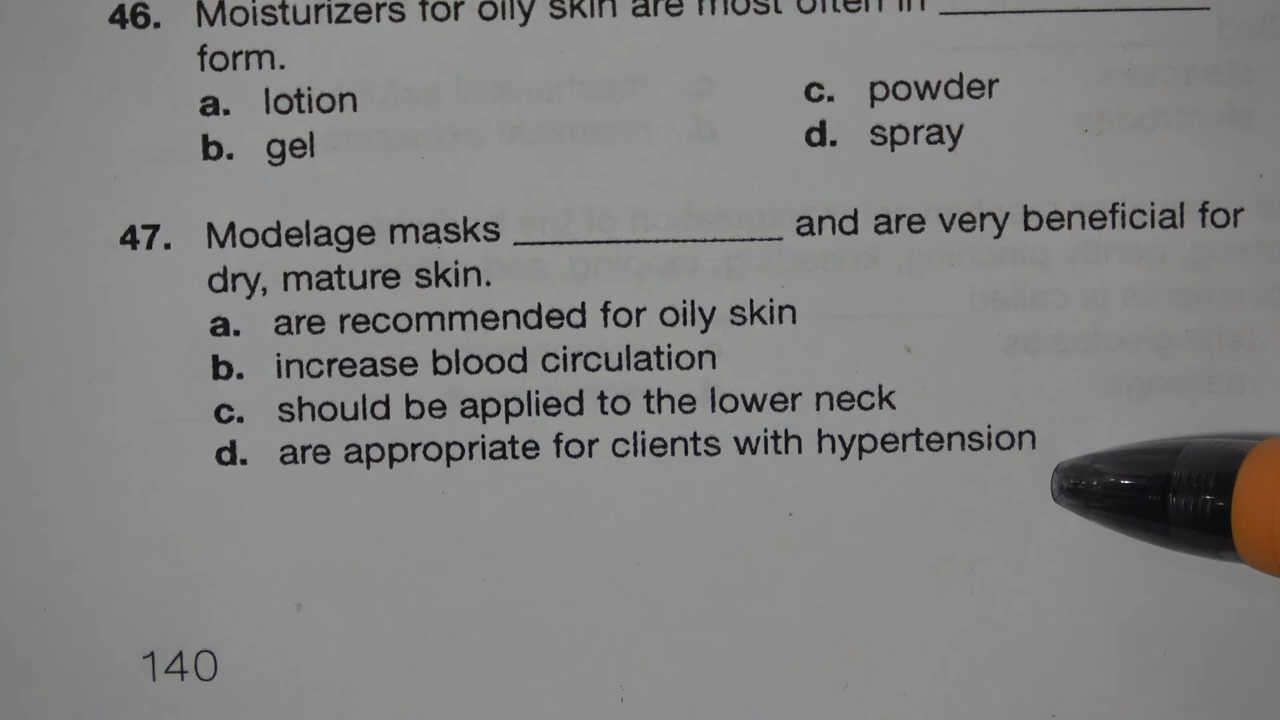 46. Moisturizers for oily skin are most often in ____________
form.
a. lotion
b. gel
c. powder
d. spray
47. Modelage masks ____________ and are very beneficial for
dry, mature skin.
a. are recommended for oily skin
b. increase blood circulation
c. should be applied to the lower neck
d. are appropriate for clients with hypertension
140